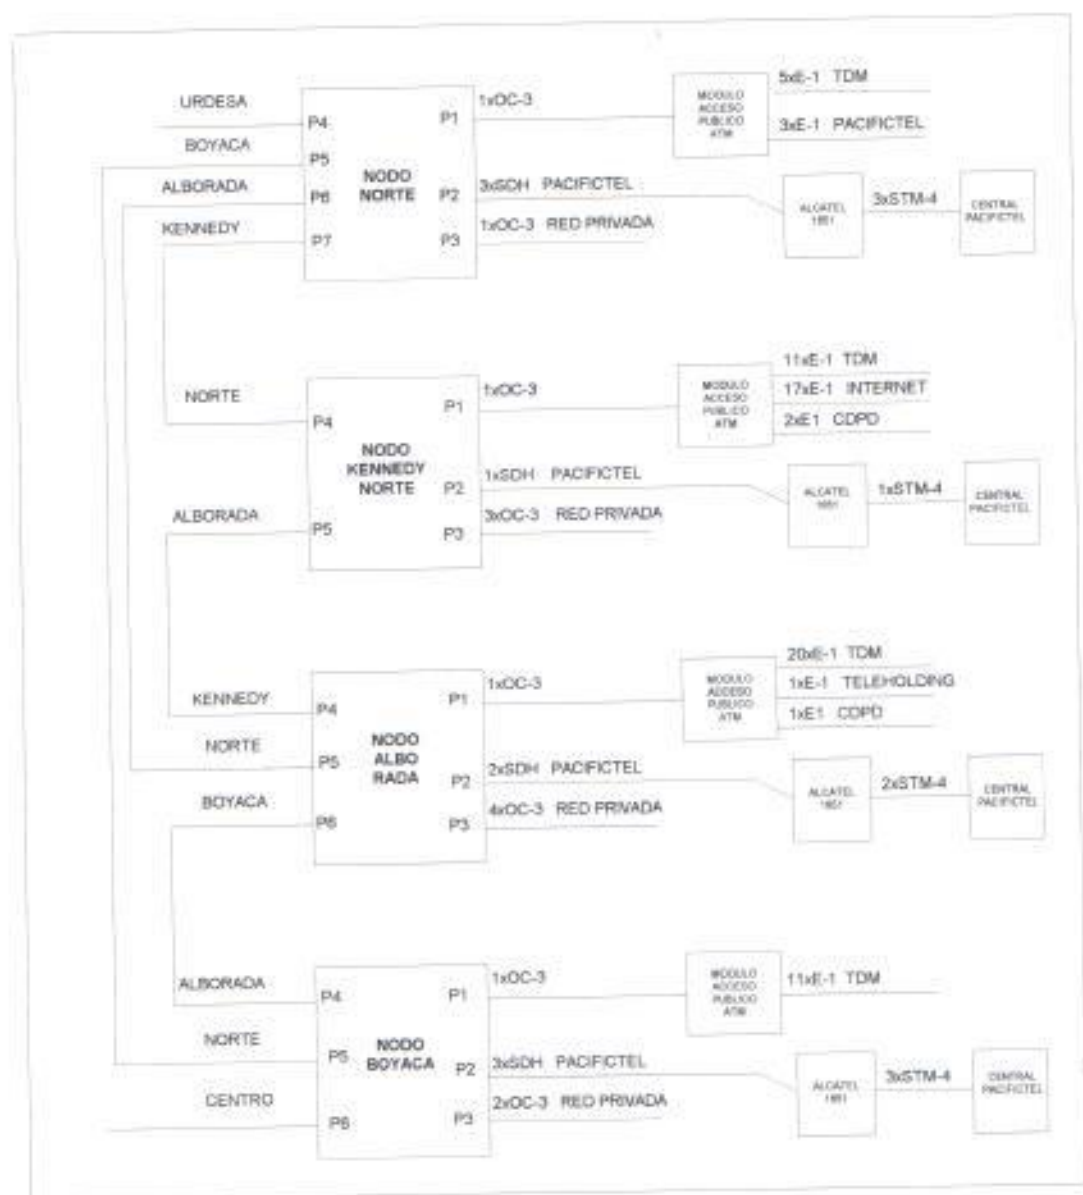 URDESA
P4
BOYACA
P5
ALBORADA
P6
KENNEDY
P7
NODO
NORTE
P1
1xOC-3
MODULO
ACCESO
PUBLICO
ATM
5xE-1 TDM
3xE-1 PACIFICTEL
P2
3xSDH PACIFICTEL
ALCATEL
1651
3xSTM-4
CENTRAL
PACIFICTEL
P3
1xOC-3 RED PRIVADA
NORTE
P4
ALBORADA
P5
NODO
KENNEDY
NORTE
P1
1xOC-3
MODULO
ACCESO
PUBLICO
ATM
11xE-1 TDM
17xE-1 INTERNET
2xE1 CDPD
P2
1xSDH PACIFICTEL
ALCATEL
1651
1xSTM-4
CENTRAL
PACIFICTEL
P3
3xOC-3 RED PRIVADA
KENNEDY
P4
NORTE
P5
BOYACA
P6
NODO
ALBO
RADA
P1
1xOC-3
MODULO
ACCESO
PUBLICO
ATM
20xE-1 TDM
1xE-1 TELEHOLDING
1xE1 CDPD
P2
2xSDH PACIFICTEL
ALCATEL
1651
2xSTM-4
CENTRAL
PACIFICTEL
P3
4xOC-3 RED PRIVADA
ALBORADA
P4
NORTE
P5
CENTRO
P6
NODO
BOYACA
P1
1xOC-3
MODULO
ACCESO
PUBLICO
ATM
11xE-1 TDM
P2
3xSDH PACIFICTEL
ALCATEL
1651
3xSTM-4
CENTRAL
PACIFICTEL
P3
2xOC-3 RED PRIVADA